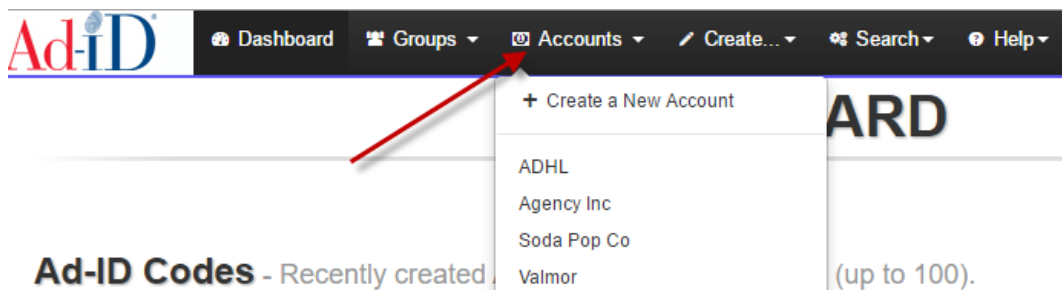 Ad-iD
Dashboard Groups Accounts Create... Search Help
+ Create a New Account
ARD
ADHL
Agency Inc
Soda Pop Co
Ad-ID Codes - Recently created (up to 100).
Valmor